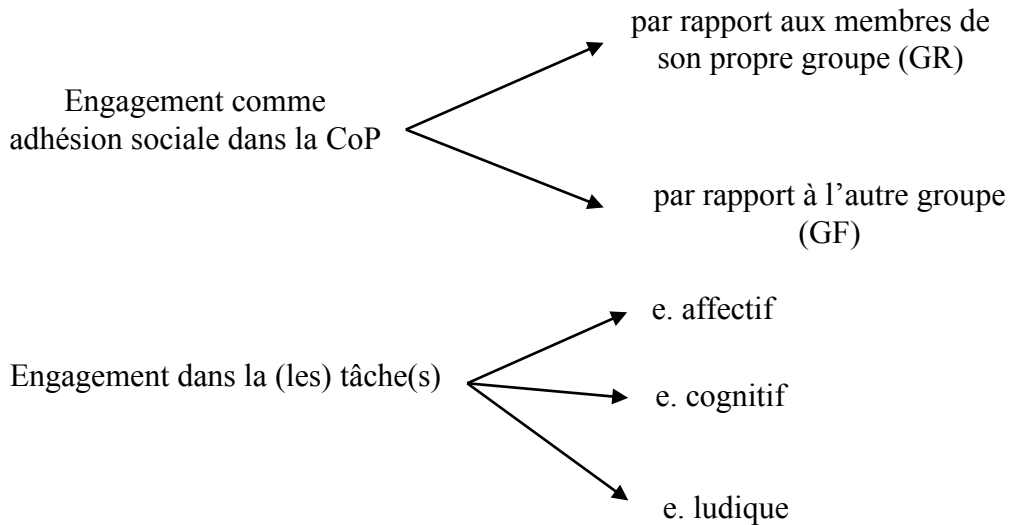 par rapport aux membres de
son propre groupe (GR)
Engagement comme
adhésion sociale dans la CoP
par rapport à l’autre groupe
(GF)
e. affectif
Engagement dans la (les) tâche(s)
e. cognitif
e. ludique